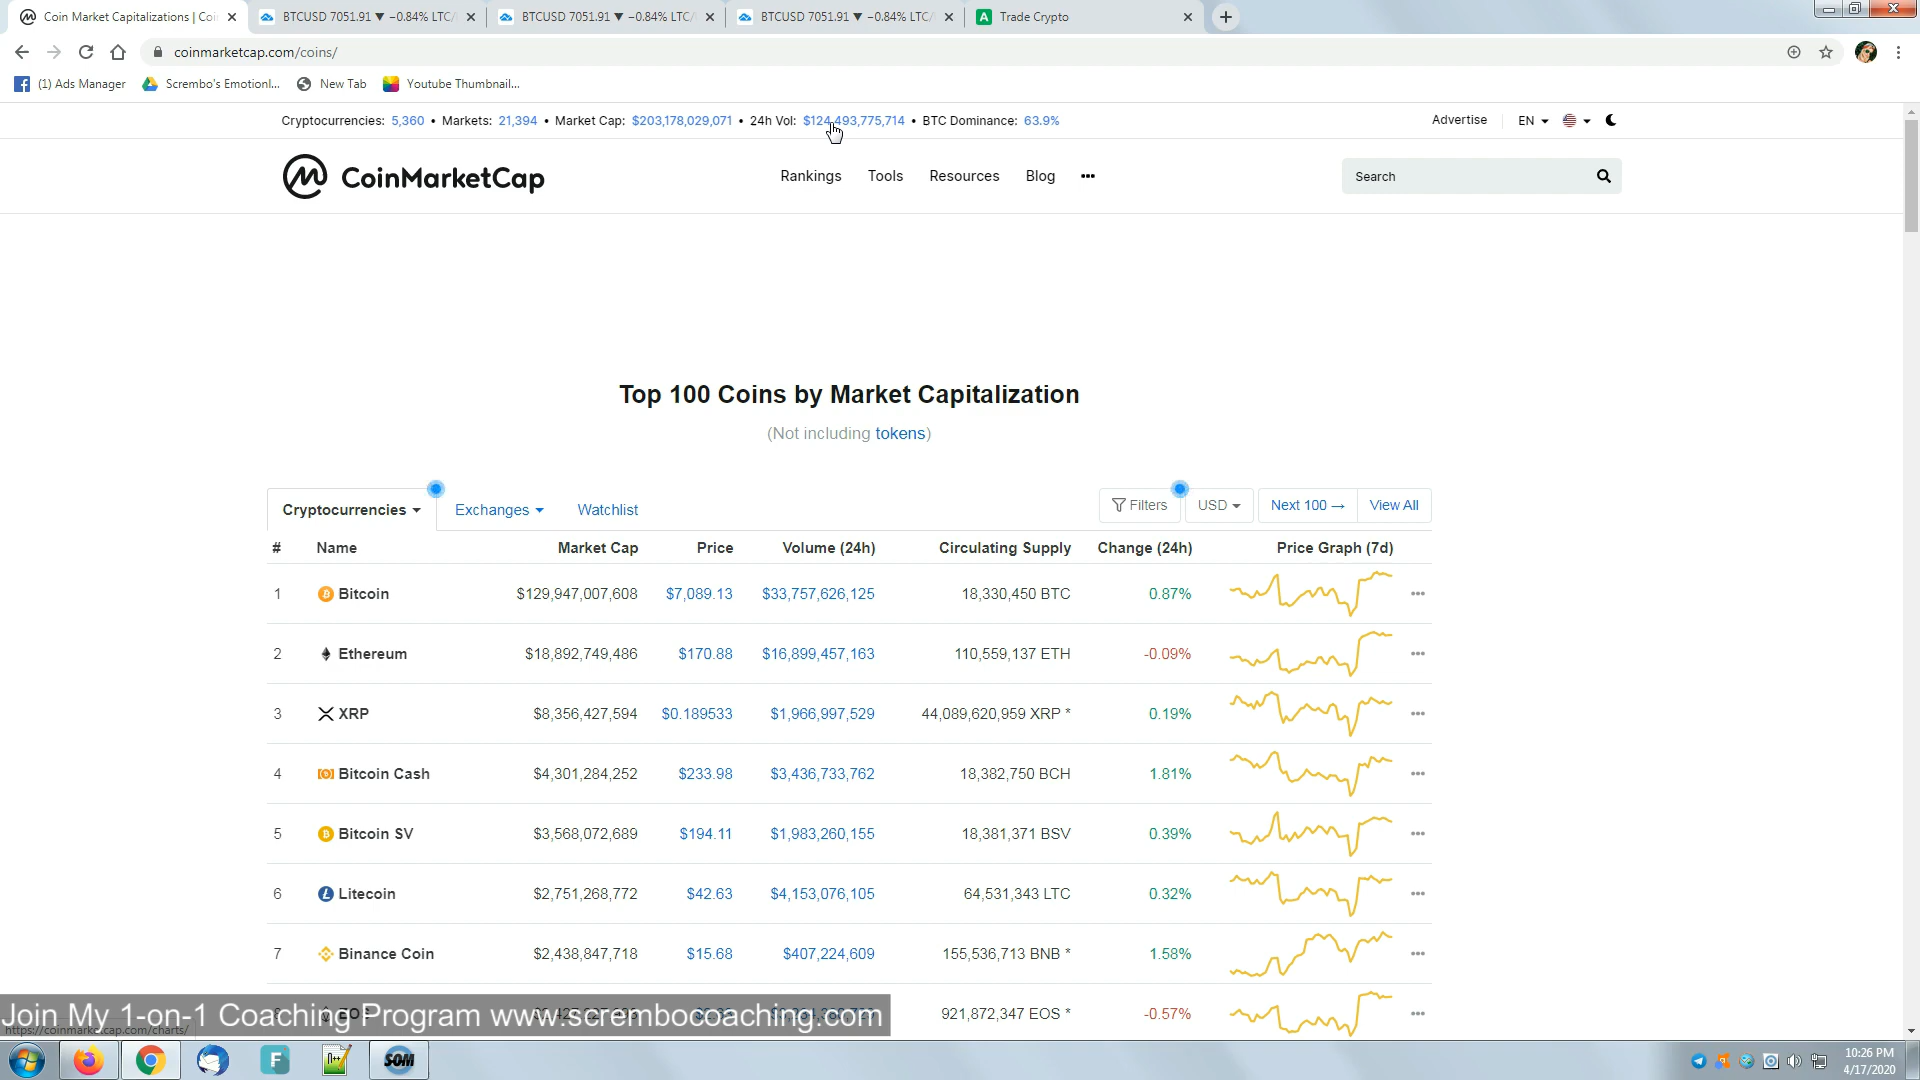 Coin Market Capitalizations | Coi
BTCUSD 7051.91 ▼ −0.84% LTC/
BTCUSD 7051.91 ▼ −0.84% LTC/
BTCUSD 7051.91 ▼ −0.84% LTC/
Trade Crypto
coinmarketcap.com/coins/
(1) Ads Manager
Scrembo's Emotionl...
New Tab
Youtube Thumbnail...
Cryptocurrencies: 5,360 • Markets: 21,394 • Market Cap: $203,178,029,071 • 24h Vol: $124,493,775,714 • BTC Dominance: 63.9%
Advertise EN
CoinMarketCap
Rankings Tools Resources Blog •••
Search
Top 100 Coins by Market Capitalization
(Not including tokens)
Cryptocurrencies Exchanges Watchlist Filters USD Next 100 → View All
# Name Market Cap Price Volume (24h) Circulating Supply Change (24h) Price Graph (7d)
1 Bitcoin $129,947,007,608 $7,089.13 $33,757,626,125 18,330,450 BTC 0.87%
2 Ethereum $18,892,749,486 $170.88 $16,899,457,163 110,559,137 ETH -0.09%
3 XRP $8,356,427,594 $0.189533 $1,966,997,529 44,089,620,959 XRP * 0.19%
4 Bitcoin Cash $4,301,284,252 $233.98 $3,436,733,762 18,382,750 BCH 1.81%
5 Bitcoin SV $3,568,072,689 $194.11 $1,983,260,155 18,381,371 BSV 0.39%
6 Litecoin $2,751,268,772 $42.63 $4,153,076,105 64,531,343 LTC 0.32%
7 Binance Coin $2,438,847,718 $15.68 $407,224,609 155,536,713 BNB * 1.58%
EOS 921,872,347 EOS * -0.57%
Join My 1-on-1 Coaching Program www.scrembocoaching.com
https://coinmarketcap.com/charts/
F
SOM
10:26 PM
4/17/2020